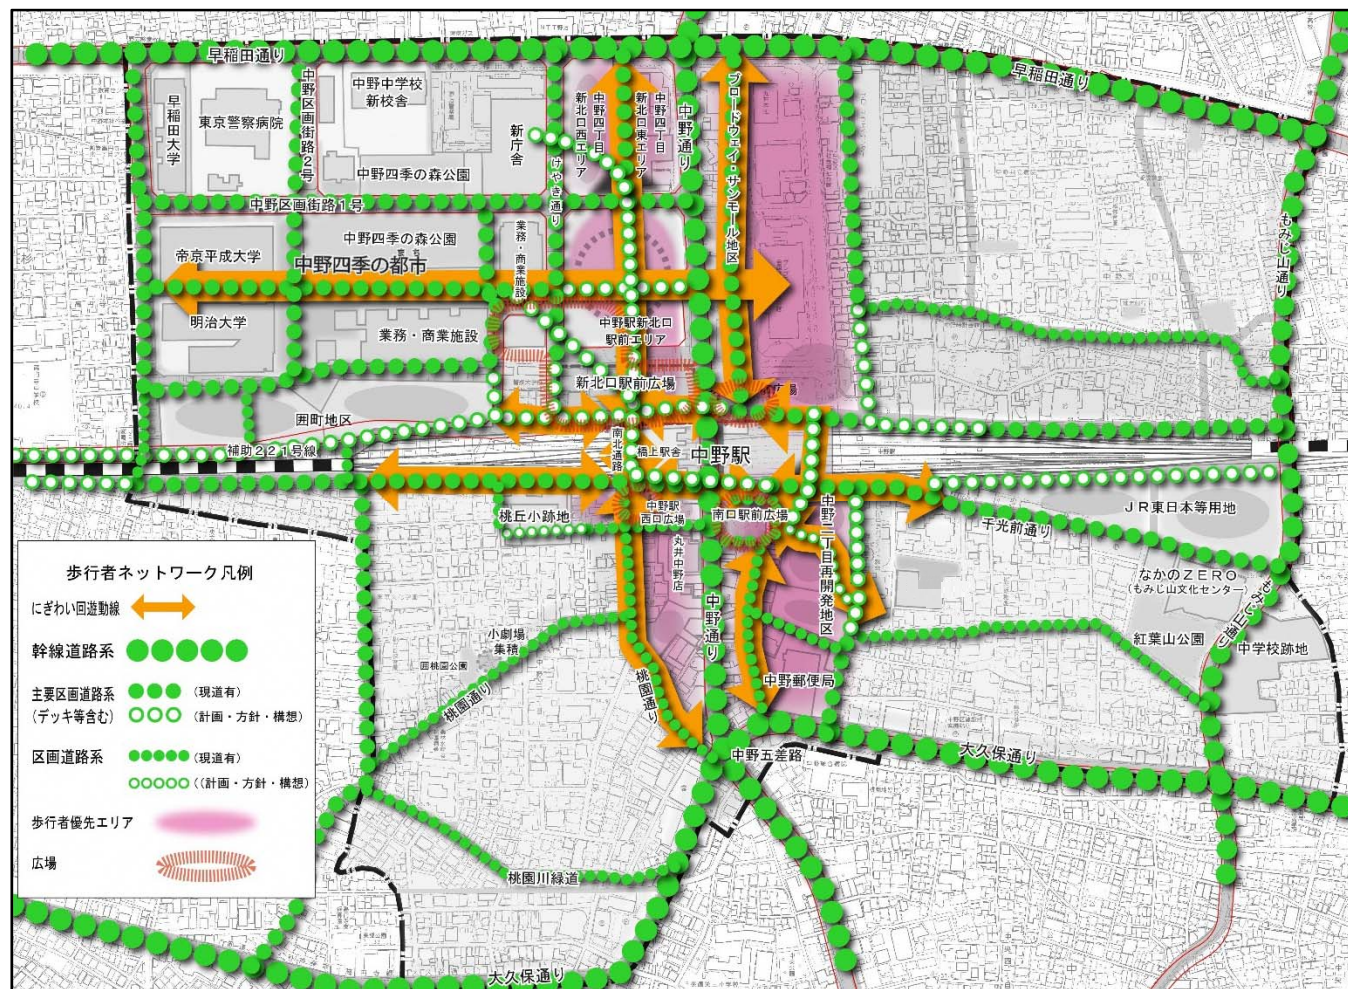 早稲田通り
早稲田通り
早稲田大学
東京警察病院
中野区画街路2号
中野中学校
新校舎
中野四季の森公園
新庁舎
けやき通り
中野四丁目
新北口西エリア
中野四丁目
新北口東エリア
中野通り
ブロードウェイ・サンモール地区
もみじ山通り
中野区画街路1号
帝京平成大学
中野四季の森公園
業務・商業施設
中野四季の都市
まち
明治大学
業務・商業施設
中野駅新北口
駅前エリア
新北口駅前広場
広場
囲町地区
補助221号線
南北通路
橋上駅舎
中野駅
桃丘小跡地
中野駅
西口広場
南口駅前広場
中野二丁目再開発地区
JR東日本等用地
千光前通り
丸井中野店
中野通り
なかのZERO
(もみじ山文化センター)
もみじ山通り
紅葉山公園
中学校跡地
小劇場
集積
囲桃園公園
桃園通り
桃園通り
中野郵便局
中野五差路
大久保通り
桃園川緑道
大久保通り
歩行者ネットワーク凡例
にぎわい回遊動線
幹線道路系
主要区画道路系
(デッキ等含む)
(現道有)
(計画・方針・構想)
区画道路系
(現道有)
((計画・方針・構想)
歩行者優先エリア
広場